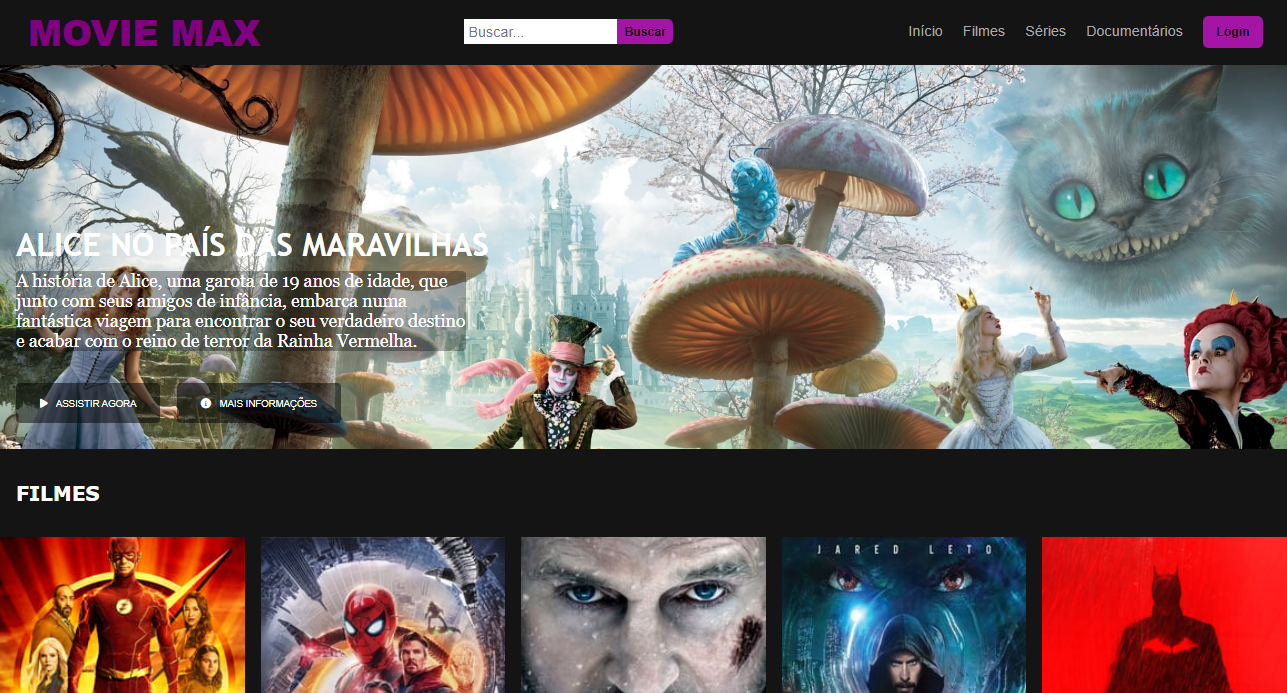 MOVIE MAX
Buscar...
Buscar
Início
Filmes
Séries
Documentários
Login
ALICE NO PAÍS DAS MARAVILHAS
A história de Alice, uma garota de 19 anos de idade, que
junto com seus amigos de infância, embarca numa
fantástica viagem para encontrar o seu verdadeiro destino
e acabar com o reino de terror da Rainha Vermelha.
ASSISTIR AGORA
MAIS INFORMAÇÕES
FILMES
JARED LETO